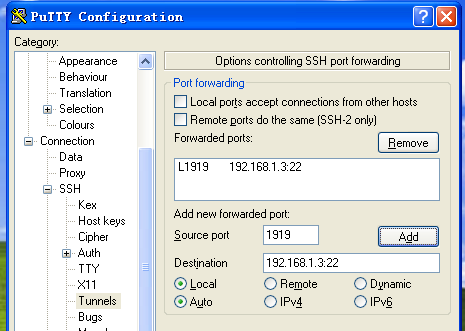 PuTTY Configuration
Category:
Appearance
Behaviour
Translation
Selection
Colours
Connection
Data
Proxy
SSH
Kex
Host keys
Cipher
Auth
TTY
X11
Tunnels
Bugs
Options controlling SSH port forwarding
Port forwarding
Local ports accept connections from other hosts
Remote ports do the same (SSH-2 only)
Forwarded ports:
Remove
L1919 192.168.1.3:22
Add new forwarded port:
Source port 1919 Add
Destination 192.168.1.3:22
Local Remote Dynamic
Auto IPv4 IPv6